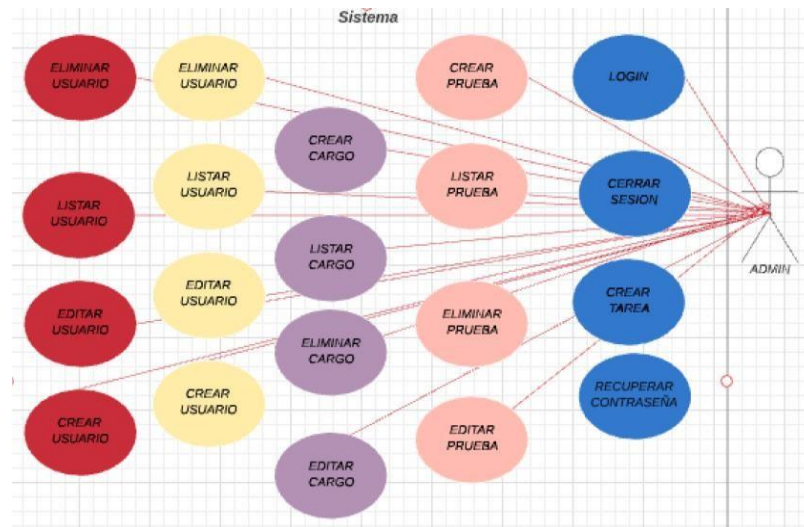 Sistema
ELIMINAR
USUARIO
ELIMINAR
USUARIO
CREAR
PRUEBA
LOGIN
CREAR
CARGO
LISTAR
USUARIO
LISTAR
USUARIO
LISTAR
PRUEBA
CERRAR
SESION
LISTAR
CARGO
ADMIN
EDITAR
USUARIO
EDITAR
USUARIO
ELIMINAR
CARGO
ELIMINAR
PRUEBA
CREAR
TAREA
CREAR
USUARIO
CREAR
USUARIO
EDITAR
CARGO
EDITAR
PRUEBA
RECUPERAR
CONTRASEÑA